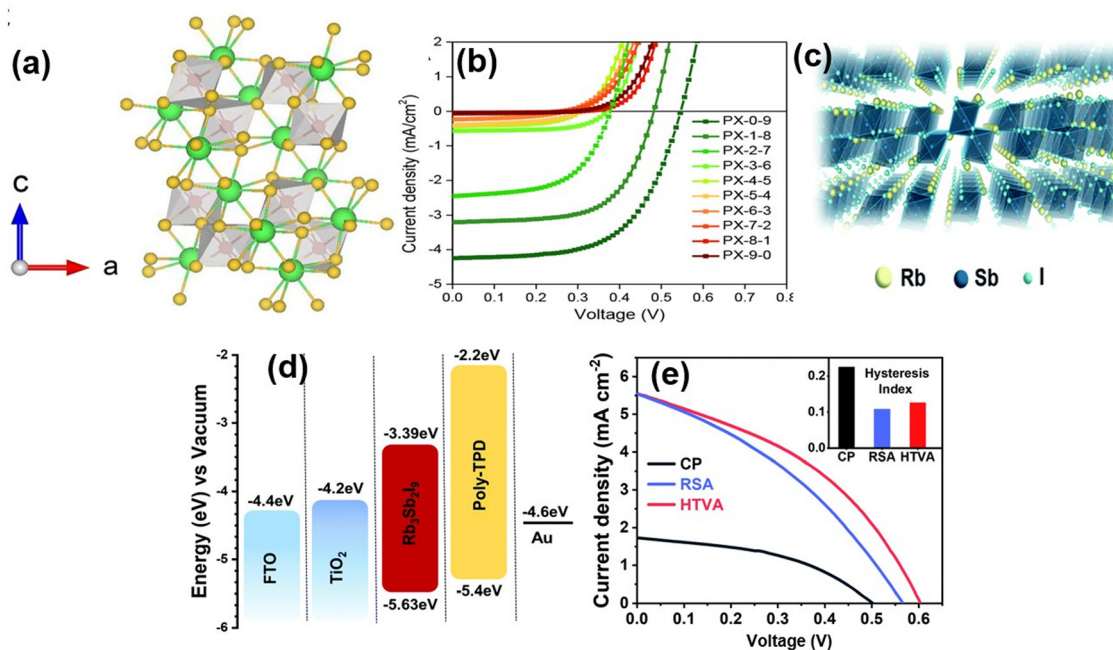 (a)
c
a
(b)
Current density (mA/cm²)
2
1
0
-1
-2
-3
-4
-5
0.0 0.1 0.2 0.3 0.4 0.5 0.6 0.7 0.8
Voltage (V)
PX-0-9
PX-1-8
PX-2-7
PX-3-6
PX-4-5
PX-5-4
PX-6-3
PX-7-2
PX-8-1
PX-9-0
(c)
Rb Sb I
(d)
Energy (eV) vs Vacuum
-2
-3
-4
-5
-6
-4.4eV
FTO
-4.2eV
TiO₂
-3.39eV
Rb₃Sb₂I₉
-5.63eV
-2.2eV
Poly-TPD
-5.4eV
-4.6eV
Au
(e)
Current density (mA cm⁻²)
6
5
4
3
2
1
0
0.0 0.1 0.2 0.3 0.4 0.5 0.6
Voltage (V)
CP
RSA
HTVA
Hysteresis
Index
0.2
0.1
0.0
CP RSA HTVA